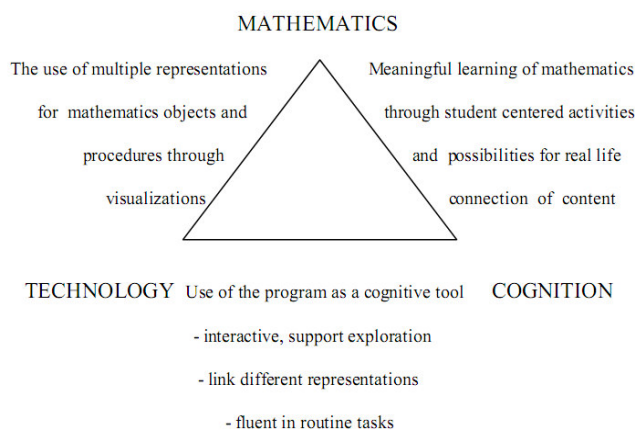 MATHEMATICS
The use of multiple representations
for mathematics objects and
procedures through
visualizations
Meaningful learning of mathematics
through student centered activities
and possibilities for real life
connection of content
TECHNOLOGY Use of the program as a cognitive tool COGNITION
- interactive, support exploration
- link different representations
- fluent in routine tasks